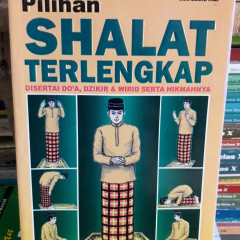 Pilihan
SHALAT
TERLENGKAP
DISERTAI DO'A, DZIKIR & WIRID SERTA HIKMAHNYA